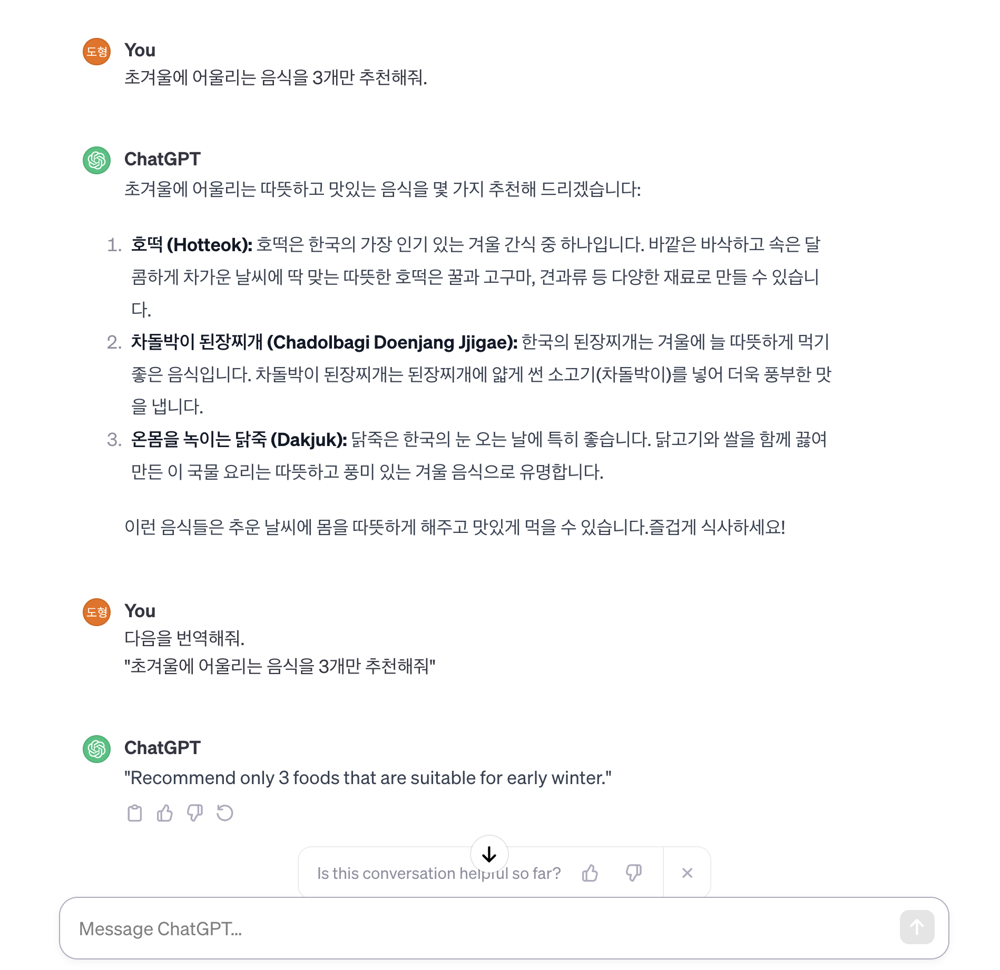 도형
You
초겨울에 어울리는 음식을 3개만 추천해줘.
ChatGPT
초겨울에 어울리는 따뜻하고 맛있는 음식을 몇 가지 추천해 드리겠습니다:
1. 호떡 (Hotteok): 호떡은 한국의 가장 인기 있는 겨울 간식 중 하나입니다. 바깥은 바삭하고 속은 달
콤하게 차가운 날씨에 딱 맞는 따뜻한 호떡은 꿀과 고구마, 견과류 등 다양한 재료로 만들 수 있습니
다.
2. 차돌박이 된장찌개 (Chadolbagi Doenjang Jjigae): 한국의 된장찌개는 겨울에 늘 따뜻하게 먹기
좋은 음식입니다. 차돌박이 된장찌개는 된장찌개에 얇게 썬 소고기(차돌박이)를 넣어 더욱 풍부한 맛
을 냅니다.
3. 온몸을 녹이는 닭죽 (Dakjuk): 닭죽은 한국의 눈 오는 날에 특히 좋습니다. 닭고기와 쌀을 함께 끓여
만든 이 국물 요리는 따뜻하고 풍미 있는 겨울 음식으로 유명합니다.
이런 음식들은 추운 날씨에 몸을 따뜻하게 해주고 맛있게 먹을 수 있습니다.즐겁게 식사하세요!
도형
You
다음을 번역해줘.
"초겨울에 어울리는 음식을 3개만 추천해줘"
ChatGPT
"Recommend only 3 foods that are suitable for early winter."
Is this conversation helpful so far?
Message ChatGPT...